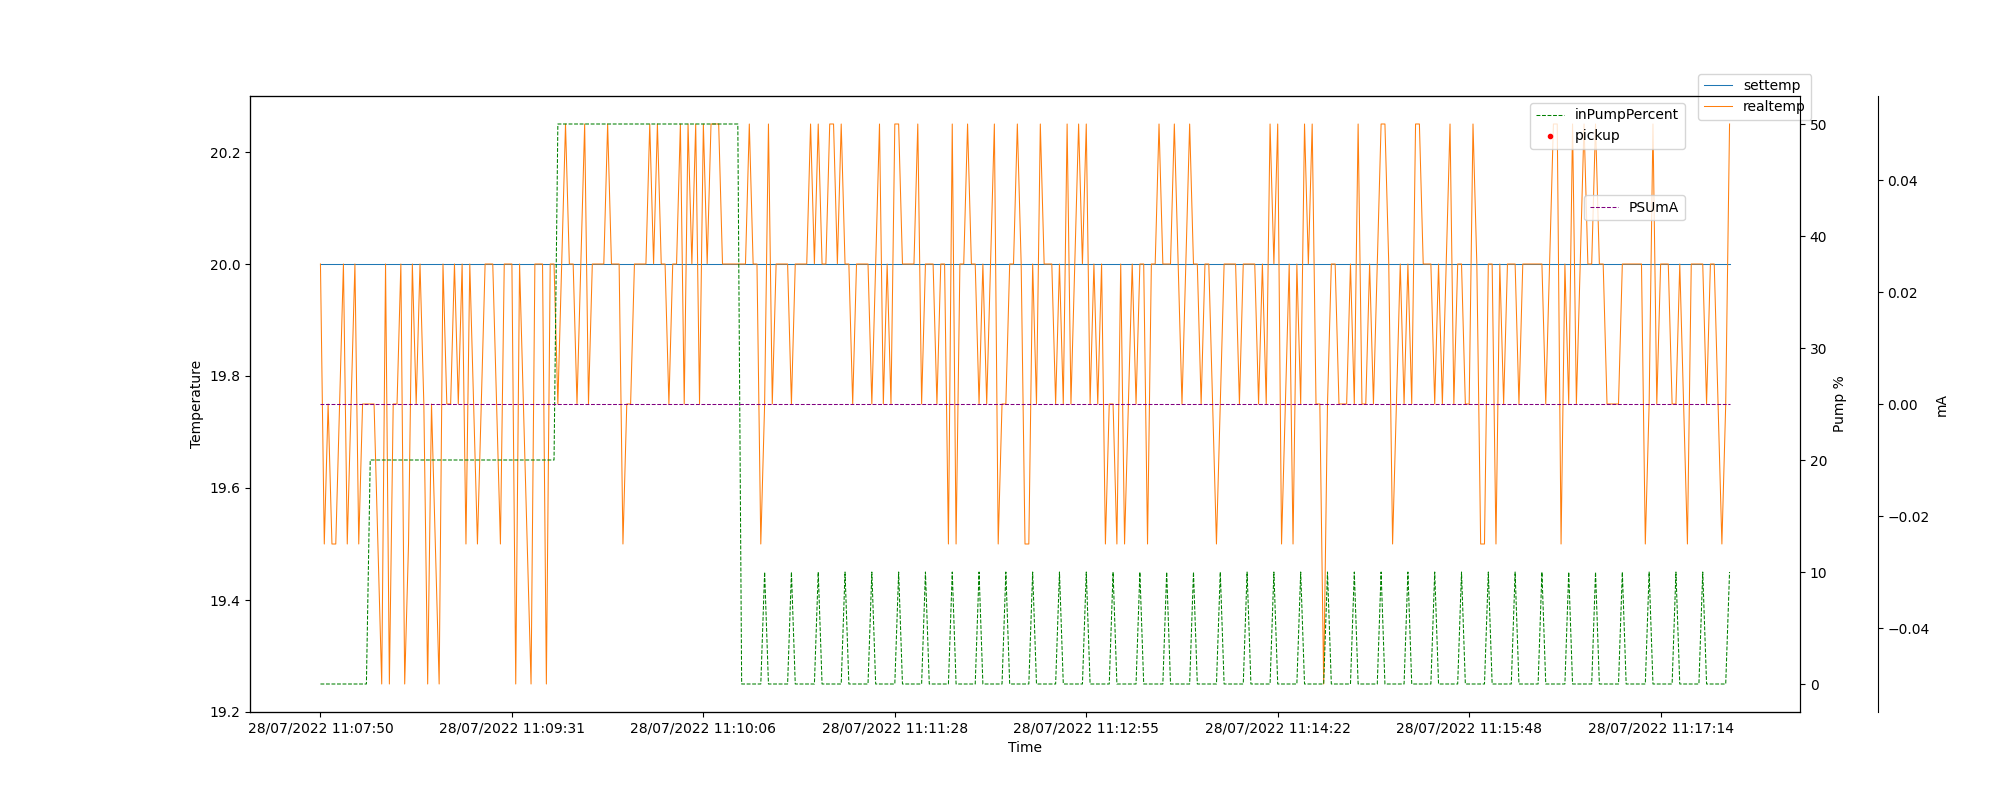 settemp
realtemp
inPumpPercent
pickup
PSUmA
20.2
20.0
19.8
19.6
19.4
19.2
Temperature
50
40
30
20
10
0
Pump %
0.04
0.02
0.00
−0.02
−0.04
mA
28/07/2022 11:07:50
28/07/2022 11:09:31
28/07/2022 11:10:06
28/07/2022 11:11:28
28/07/2022 11:12:55
28/07/2022 11:14:22
28/07/2022 11:15:48
28/07/2022 11:17:14
Time